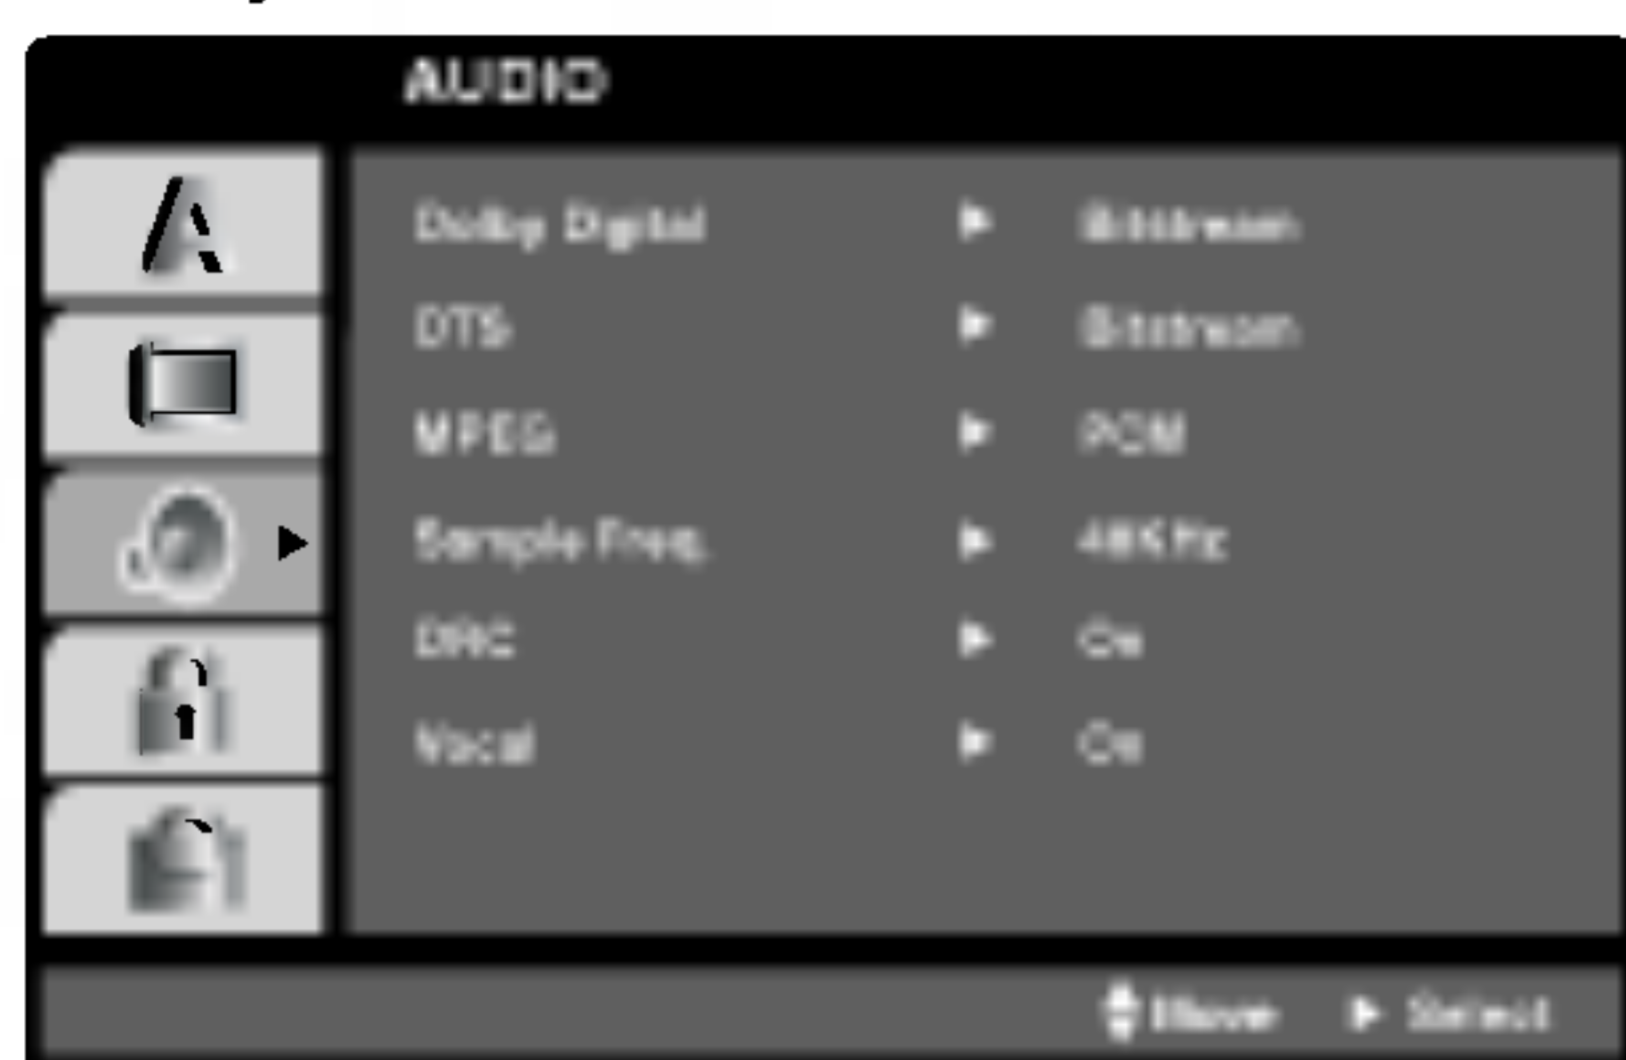 AUDIO
Dolby Digital ▶ Bitstream
DTS ▶ Bitstream
MPEG ▶ PCM
Sample Freq. ▶ 48KHz
DRC ▶ On
Vocal ▶ On
Move ▶ Select